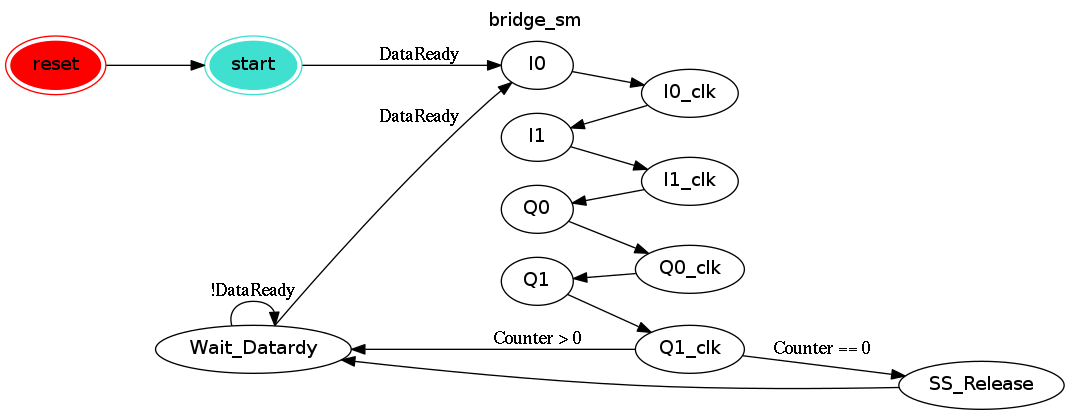 bridge_sm
reset
start
DataReady
I0
I0_clk
DataReady
I1
I1_clk
Q0
Q0_clk
Q1
!DataReady
Wait_Datardy
Counter > 0
Q1_clk
Counter == 0
SS_Release